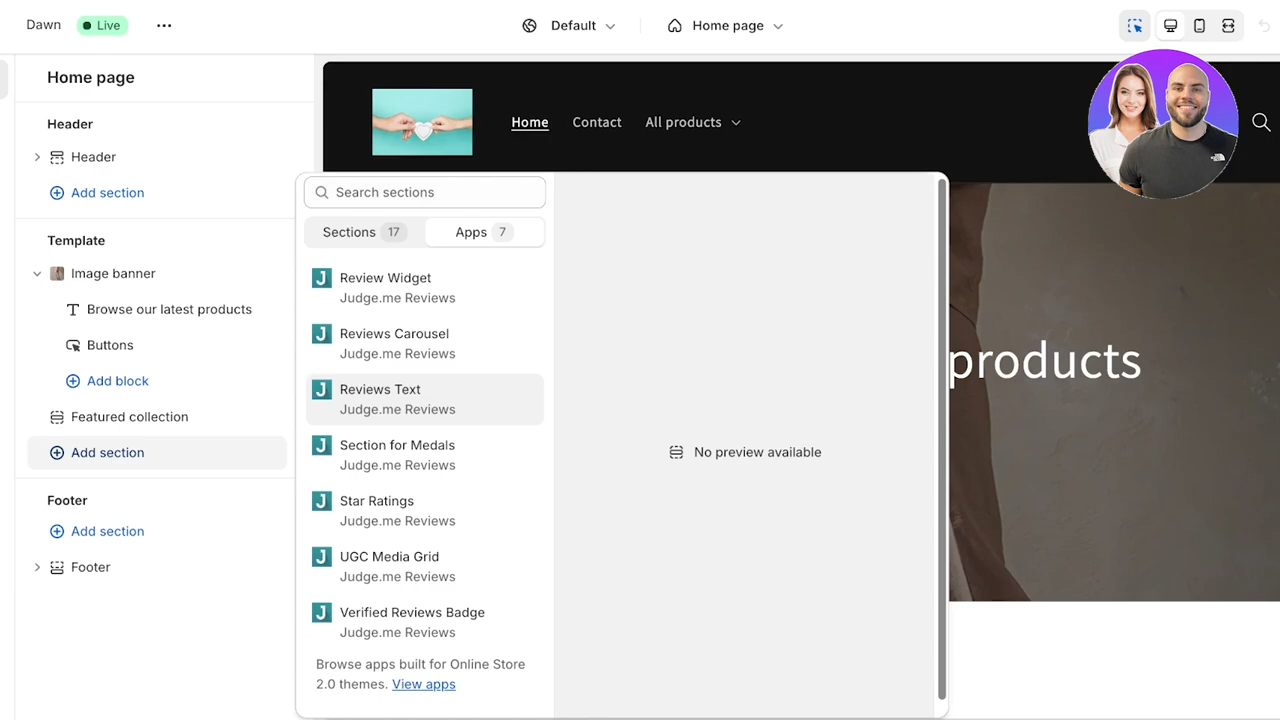 Dawn
Live
Default
Home page
Home page
Header
Header
Add section
Template
Image banner
Browse our latest products
Buttons
Add block
Featured collection
Add section
Footer
Add section
Footer
Home
Contact
All products
Search sections
Sections 17
Apps 7
J
Review Widget
Judge.me Reviews
J
Reviews Carousel
Judge.me Reviews
J
Reviews Text
Judge.me Reviews
J
Section for Medals
Judge.me Reviews
J
Star Ratings
Judge.me Reviews
J
UGC Media Grid
Judge.me Reviews
J
Verified Reviews Badge
Judge.me Reviews
Browse apps built for Online Store
2.0 themes. View apps
No preview available
products